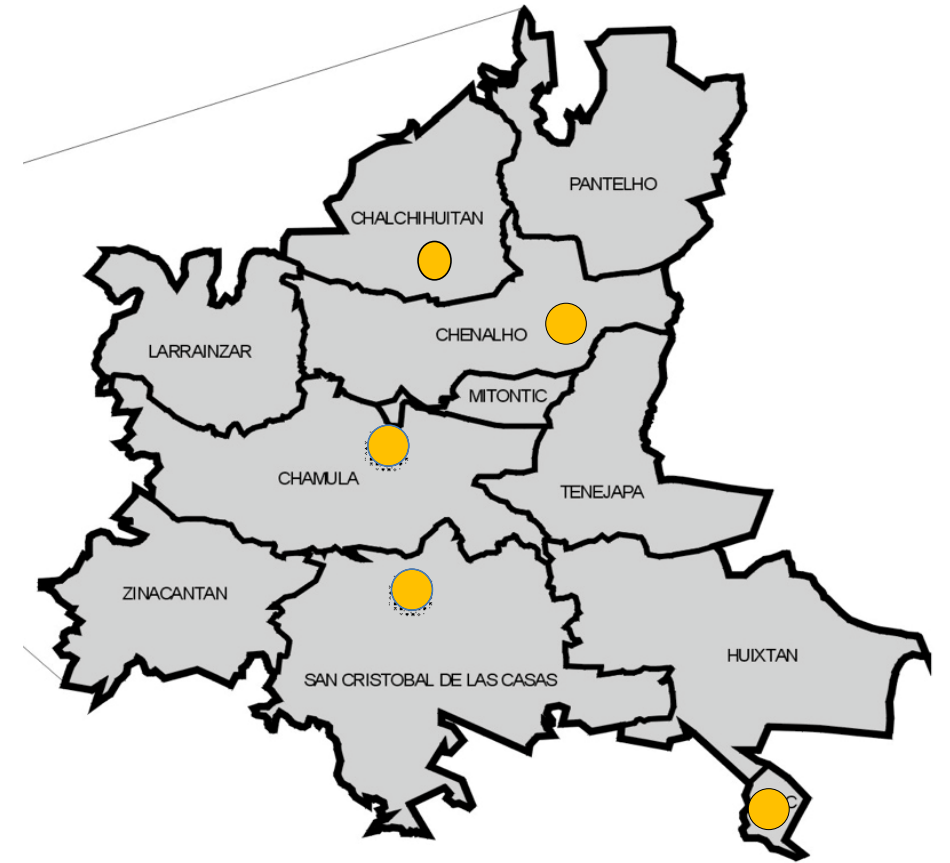 PANTELHO
CHALCHIHUITAN
CHENALHO
LARRAINZAR
MITONTIC
CHAMULA
TENEJAPA
ZINACANTAN
HUIXTAN
SAN CRISTOBAL DE LAS CASAS
C